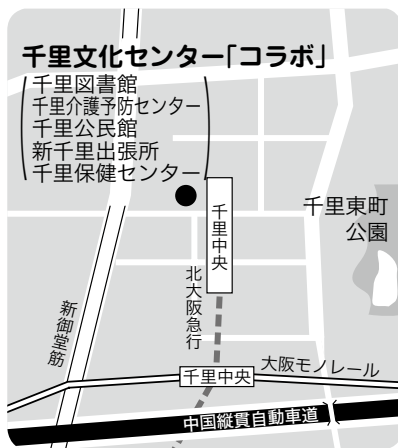 千里文化センター「コラボ」
千里図書館
千里介護予防センター
千里公民館
新千里出張所
千里保健センター
千里中央
千里東町
公園
北大阪急行
新御堂筋
大阪モノレール
千里中央
中国縦貫自動車道